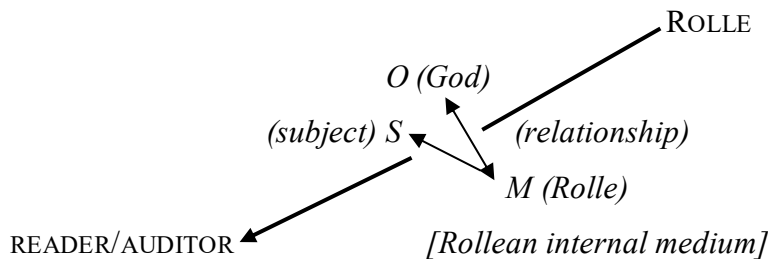 ROLLE
O (God)
(subject) S (relationship)
M (Rolle)
READER/AUDITOR [Rollean internal medium]